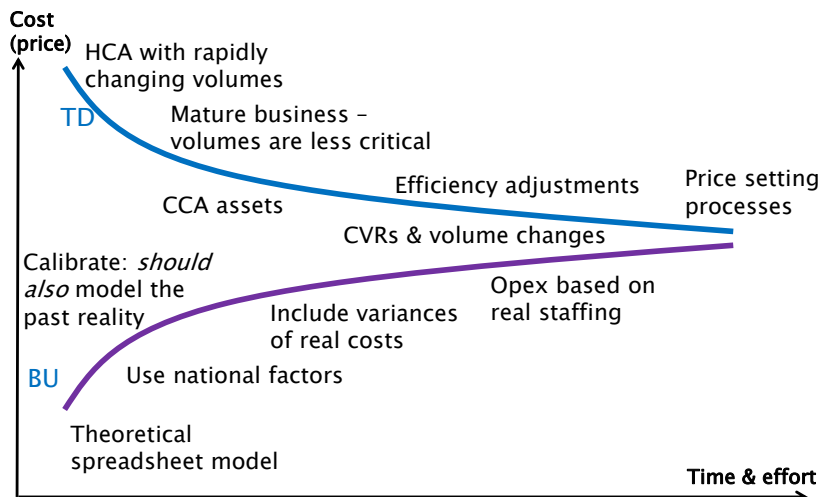 Cost
(price)
HCA with rapidly
changing volumes
TD
Mature business –
volumes are less critical
Efficiency adjustments
Price setting
processes
CCA assets
CVRs & volume changes
Calibrate: should
also model the
past reality
Opex based on
real staffing
Include variances
of real costs
BU
Use national factors
Theoretical
spreadsheet model
Time & effort